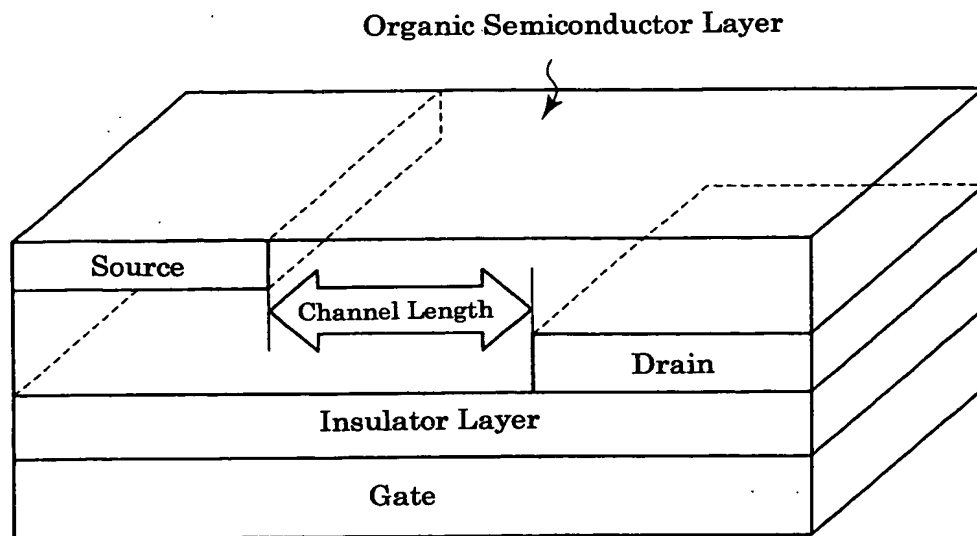 Organic Semiconductor Layer
Source
Channel Length
Drain
Insulator Layer
Gate